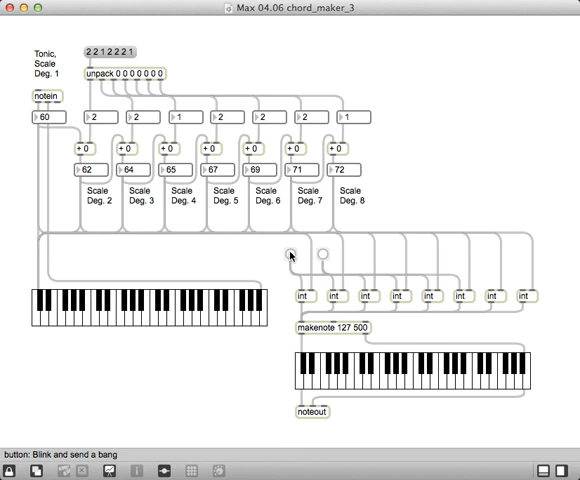 Max 04.06 chord_maker_3
Tonic,
Scale
Deg. 1
2 2 1 2 2 2 1
unpack 0 0 0 0 0 0 0
notein
60
2
2
1
2
2
2
1
+ 0
+ 0
+ 0
+ 0
+ 0
+ 0
+ 0
62
64
65
67
69
71
72
Scale
Deg. 2
Scale
Deg. 3
Scale
Deg. 4
Scale
Deg. 5
Scale
Deg. 6
Scale
Deg. 7
Scale
Deg. 8
int
int
int
int
int
int
int
int
makenote 127 500
noteout
button: Blink and send a bang